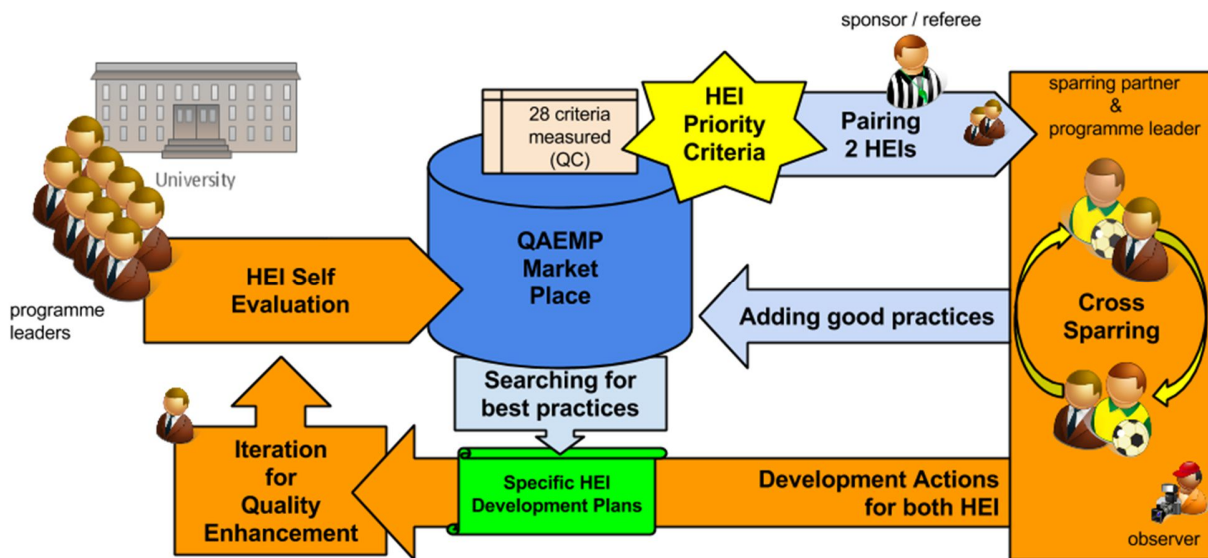 sponsor / referee
University
programme
leaders
HEI Self
Evaluation
28 criteria
measured
(QC)
QAEMP
Market
Place
HEI
Priority
Criteria
Pairing
2 HEIs
sparring partner
&
programme leader
Cross
Sparring
Adding good practices
Searching for
best practices
Iteration
for
Quality
Enhancement
Specific HEI
Development Plans
Development Actions
for both HEI
observer